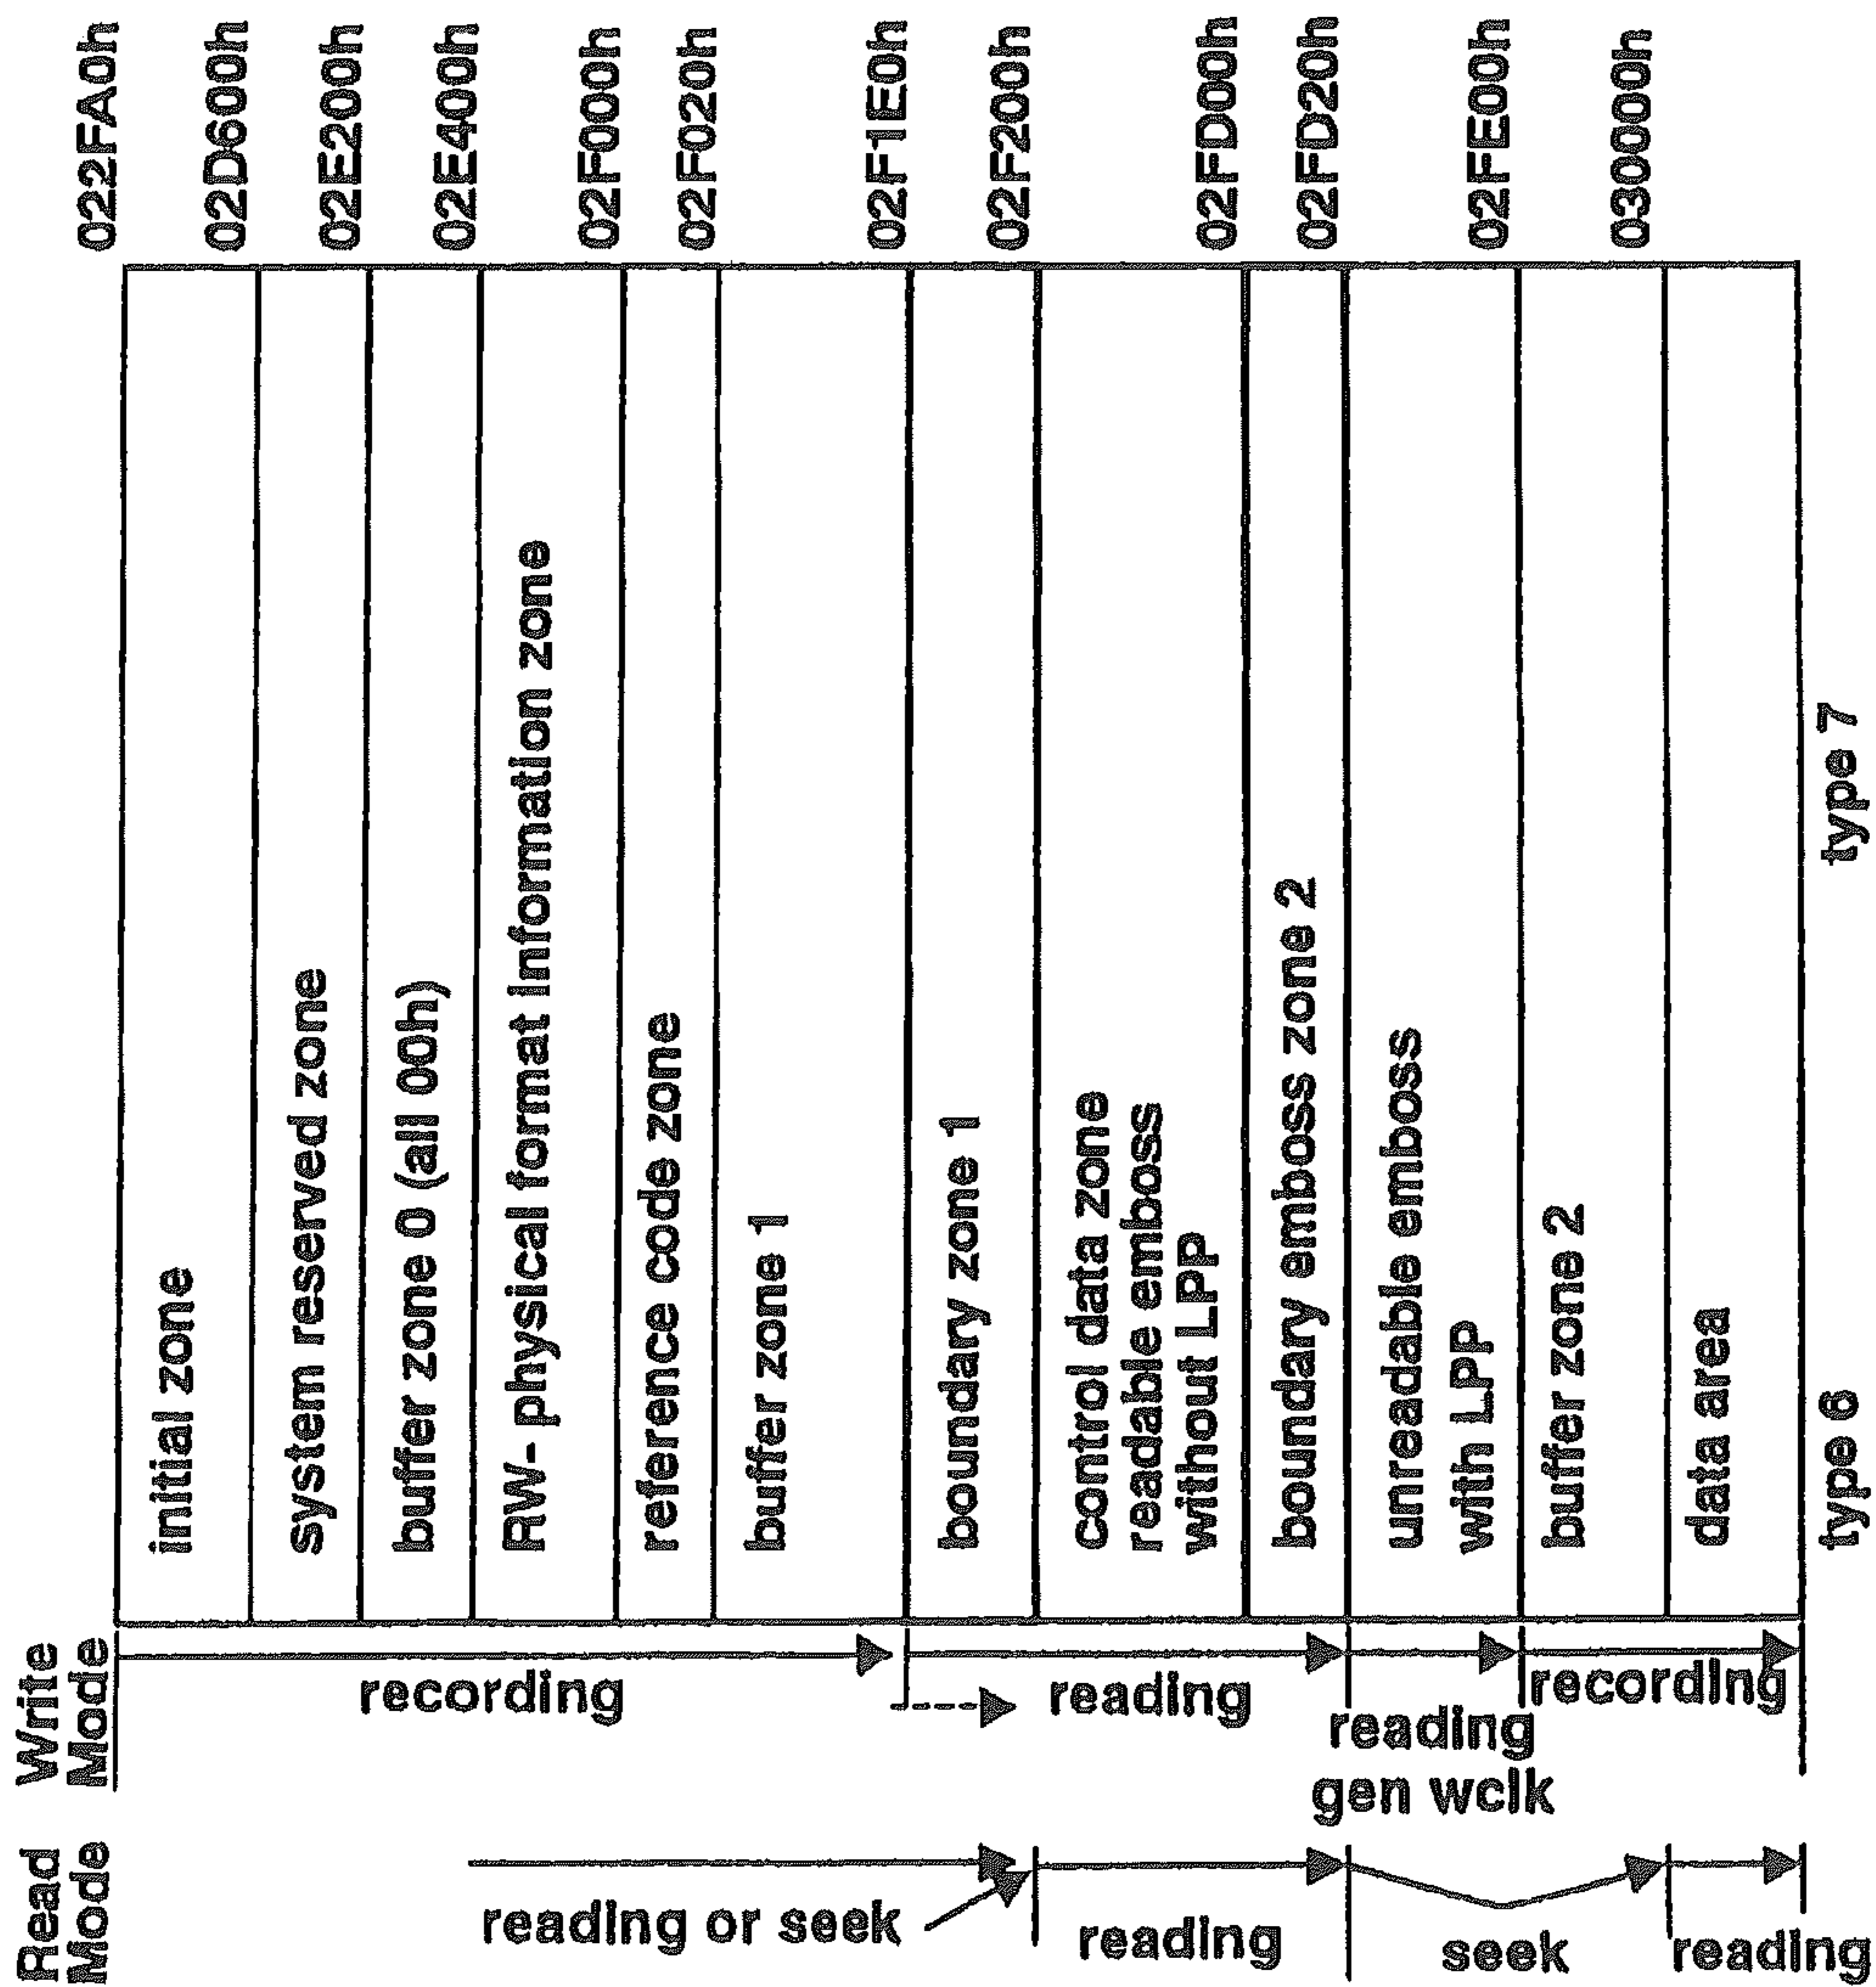 Read
Mode
Write
Mode
022FA0h
initial zone
02D600h
system reserved zone
02E200h
buffer zone 0 (all 00h)
02E400h
RW- physical format information zone
02F000h
reference code zone
02F020h
buffer zone 1
02F1E0h
boundary zone 1
02F200h
control data zone
readable emboss
without LPP
02FD00h
boundary emboss zone 2
02FD20h
unreadable emboss
with LPP
02FE00h
buffer zone 2
030000h
data area
type 6
type 7
recording
reading
reading
gen wclk
recording
reading or seek
reading
seek
reading